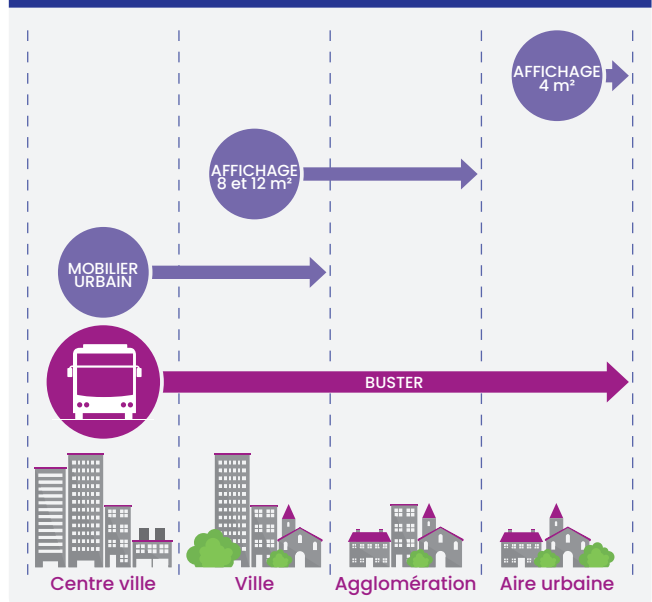 AFFICHAGE
4 m²
AFFICHAGE
8 et 12 m²
MOBILIER
URBAIN
BUSTER
Centre ville
Ville
Agglomération
Aire urbaine